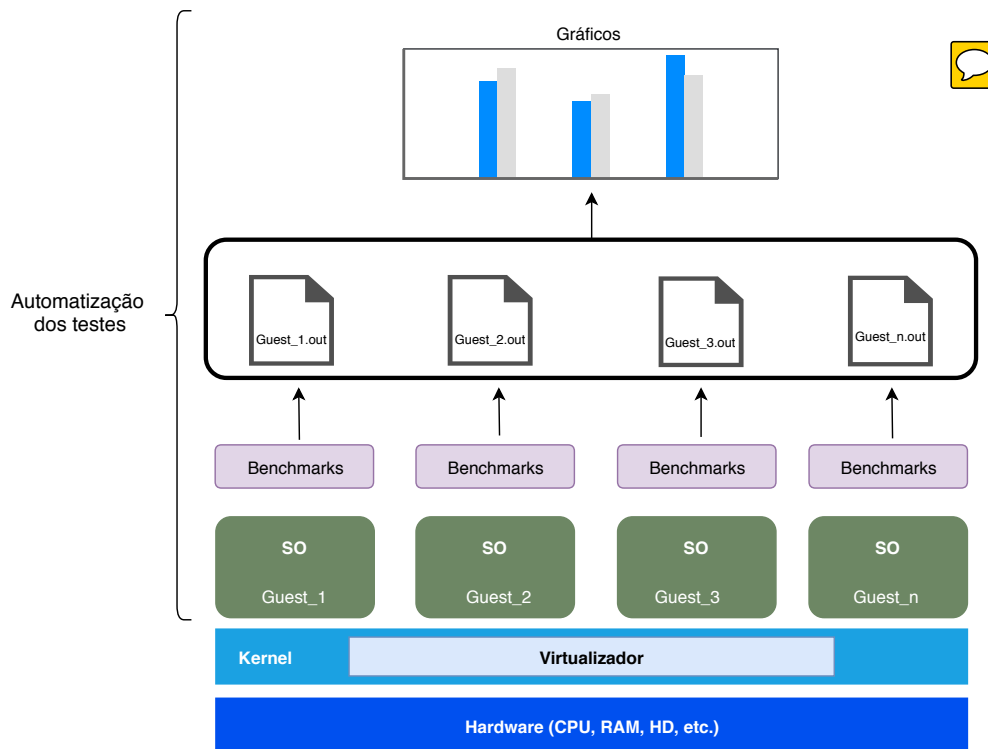 Gráficos
Automatização
dos testes
Guest_1.out
Guest_2.out
Guest_3.out
Guest_n.out
Benchmarks
Benchmarks
Benchmarks
Benchmarks
SO
Guest_1
SO
Guest_2
SO
Guest_3
SO
Guest_n
Kernel
Virtualizador
Hardware (CPU, RAM, HD, etc.)